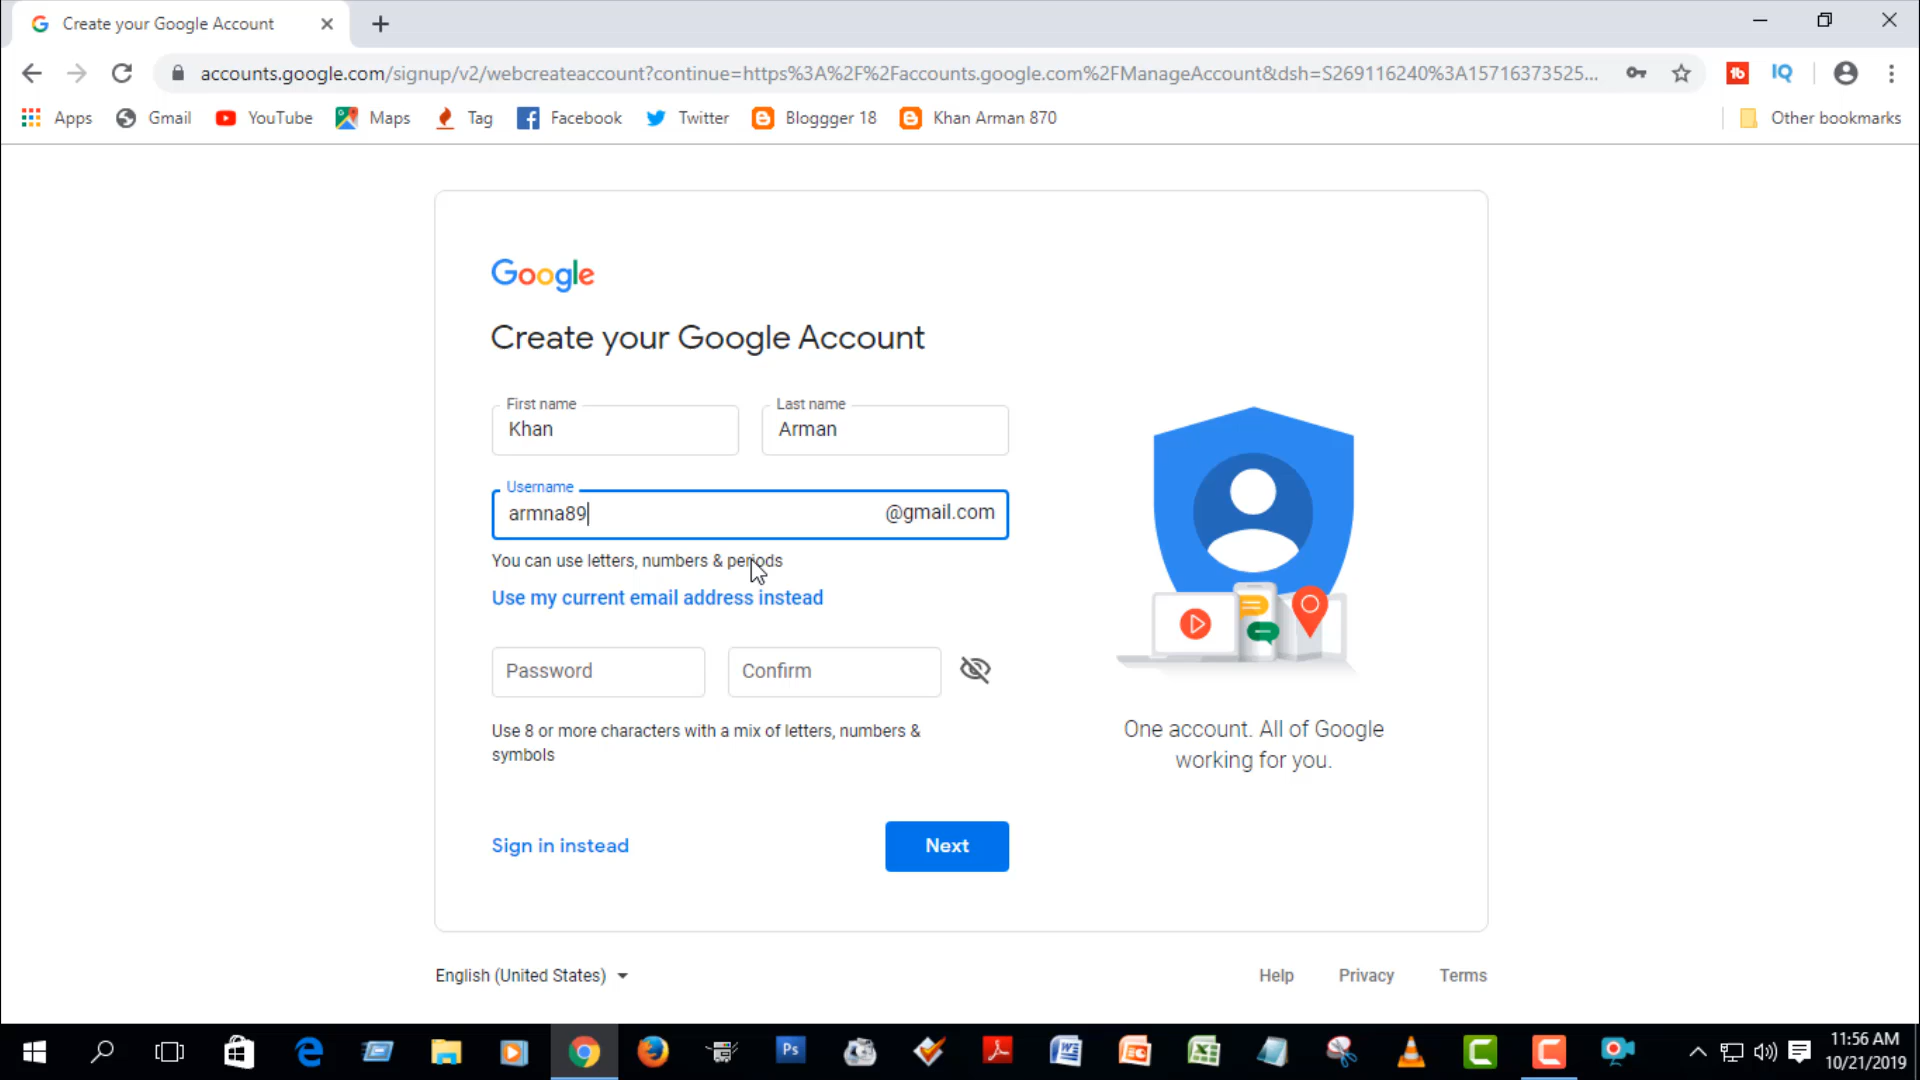 Create your Google Account
accounts.google.com/signup/v2/webcreateaccount?continue=https%3A%2F%2Faccounts.google.com%2FManageAccount&dsh=S269116240%3A15716373525...
IQ
Apps Gmail YouTube Maps Tag Facebook Twitter Bloggger 18 Khan Arman 870 Other bookmarks
Google
Create your Google Account
First name
Last name
Khan
Arman
Username
armna89
@gmail.com
You can use letters, numbers & periods
Use my current email address instead
Password
Confirm
Use 8 or more characters with a mix of letters, numbers &
symbols
One account. All of Google
working for you.
Sign in instead
Next
English (United States)
Help
Privacy
Terms
Ps
11:56 AM
10/21/2019